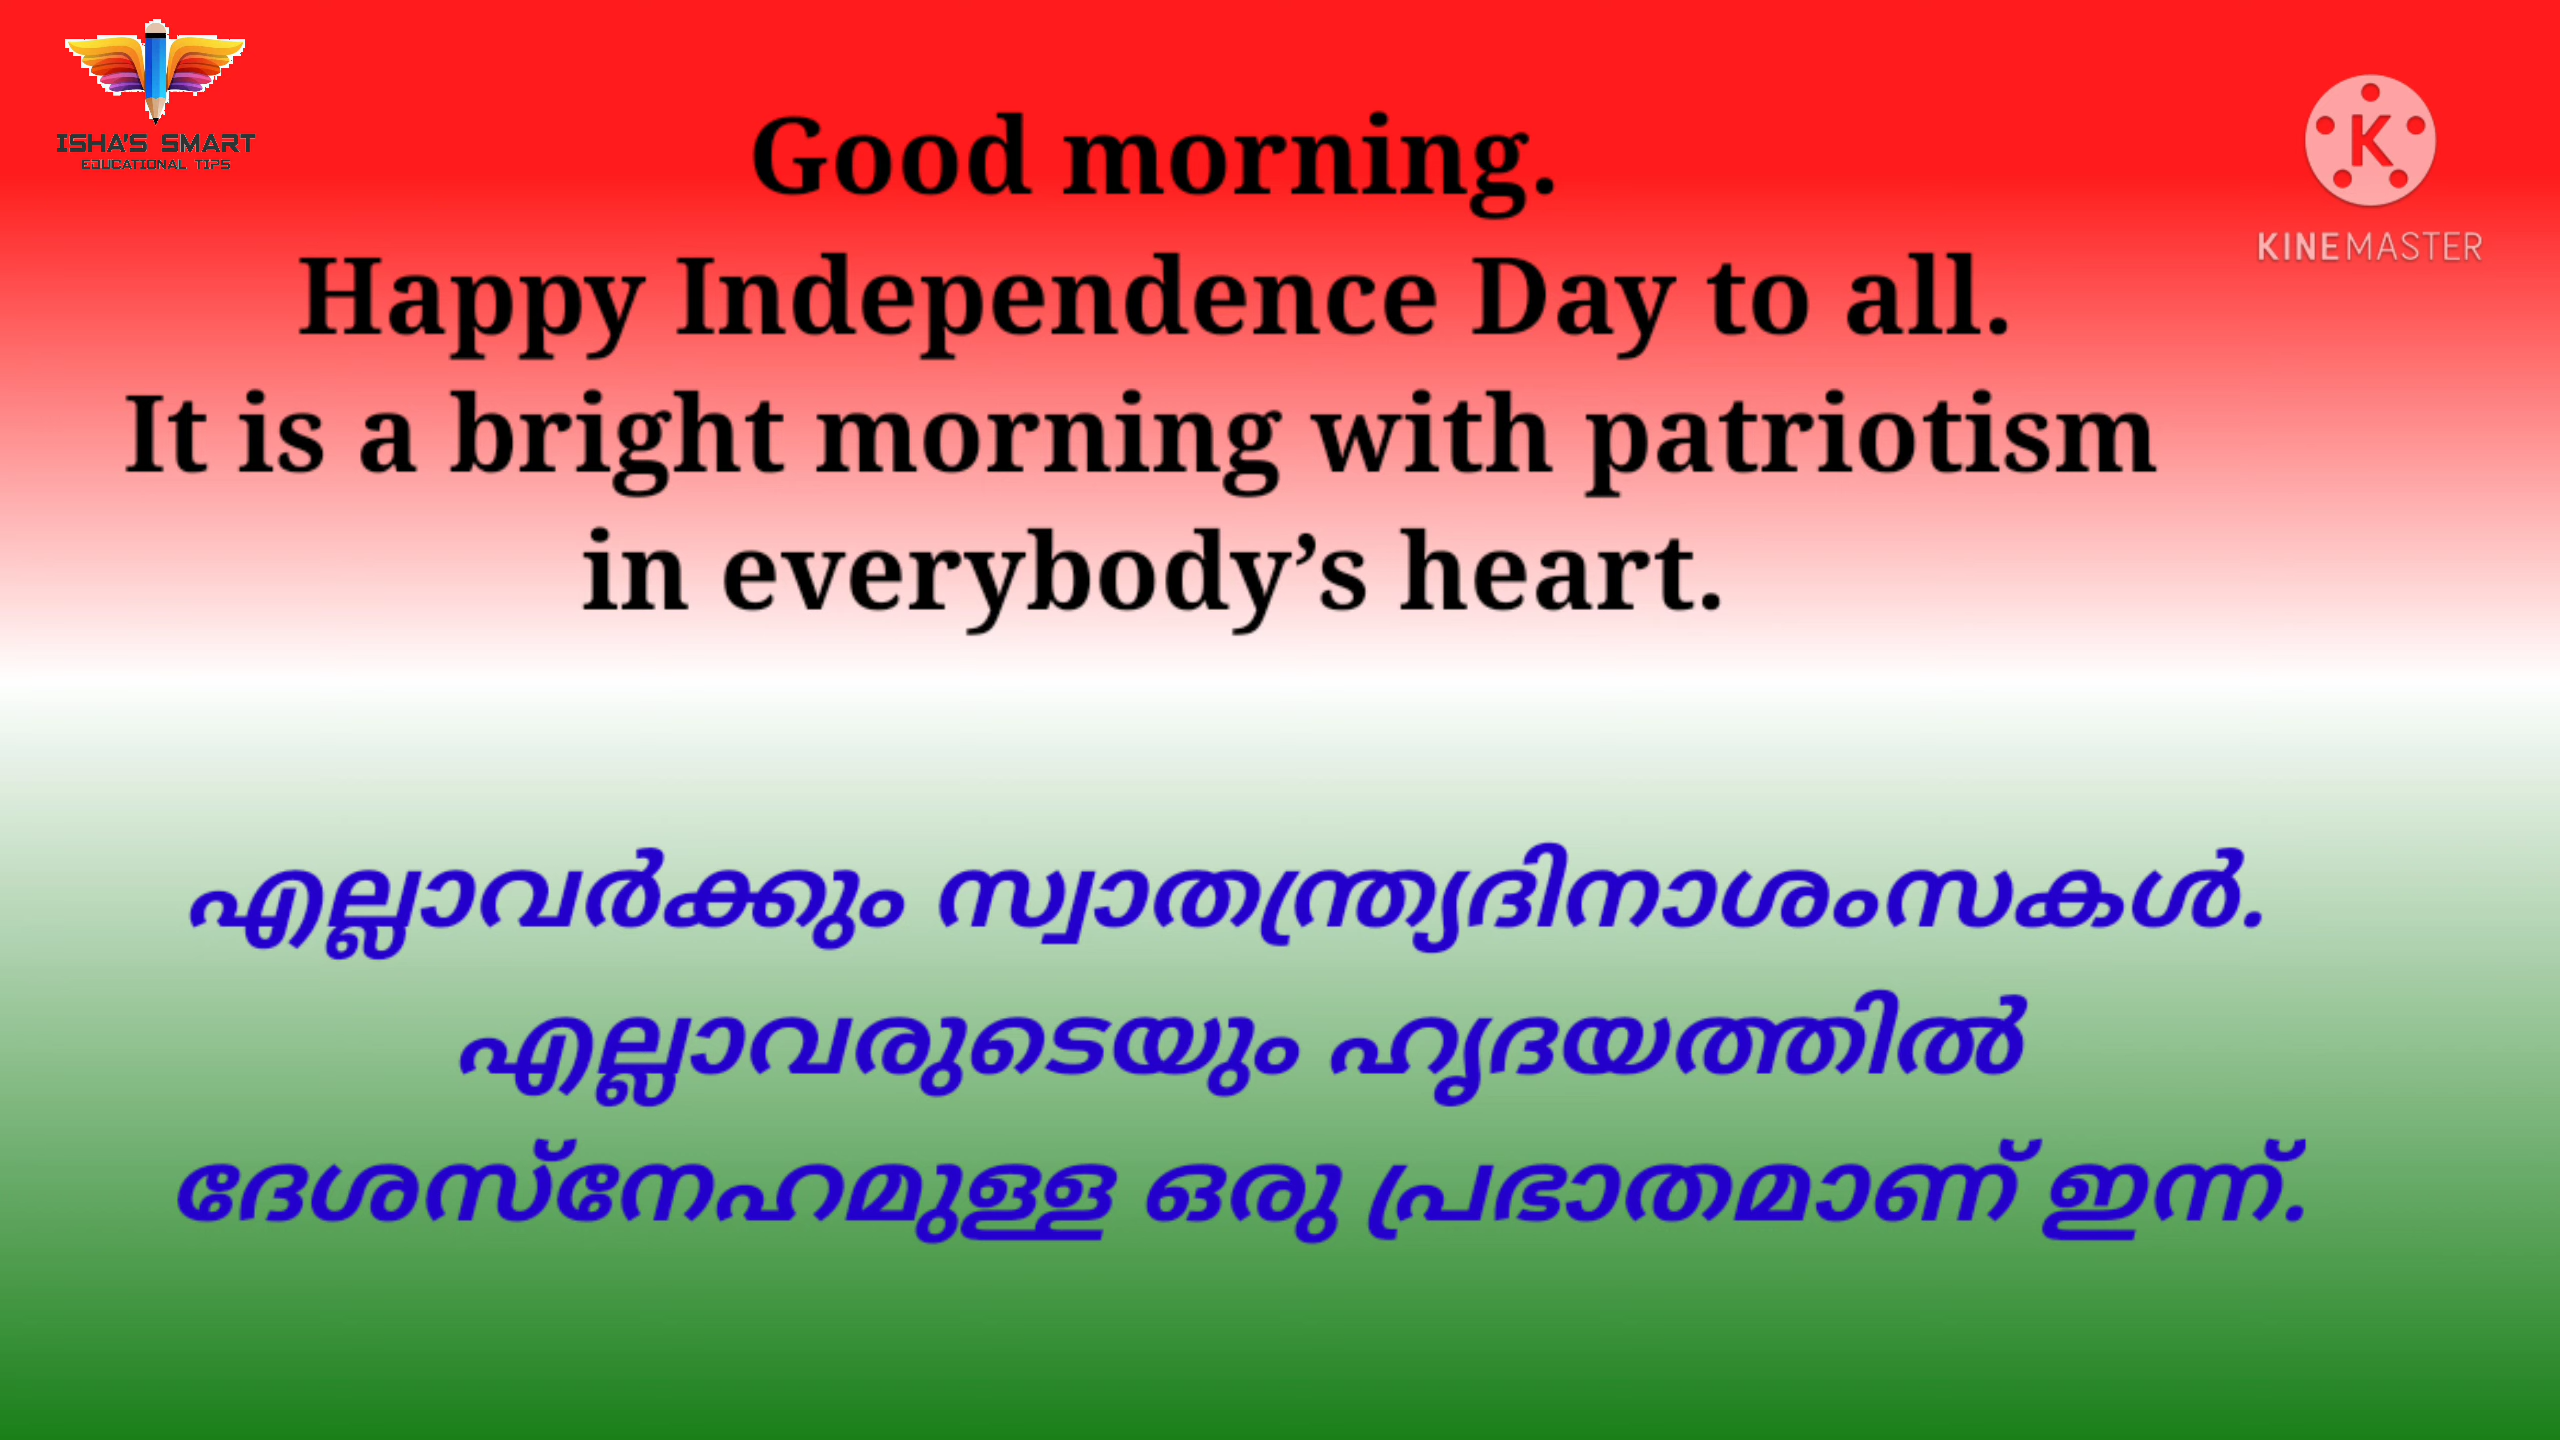 ISHA'S SMART
EDUCATIONAL TIPS
K
KINEMASTER
Good morning.
Happy Independence Day to all.
It is a bright morning with patriotism
in everybody’s heart.
എല്ലാവർക്കും സ്വാതന്ത്ര്യദിനാശംസകൾ.
എല്ലാവരുടെയും ഹൃദയത്തിൽ
ദേശസ്നേഹമുള്ള ഒരു പ്രഭാതമാണ് ഇന്ന്.